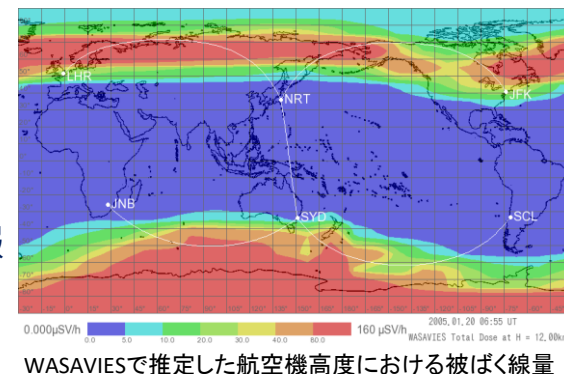 LHR
NRT
JFK
JNB
SYD
SCL
報
0.000μSV/h
0.0 5.0 10.0 20.0 30.0 40.0 60.0
160 μSV/h
2005,01,20 06:55 UT
WASAVIES Total Dose at H = 12,00km
WASAVIESで推定した航空機高度における被ばく線量